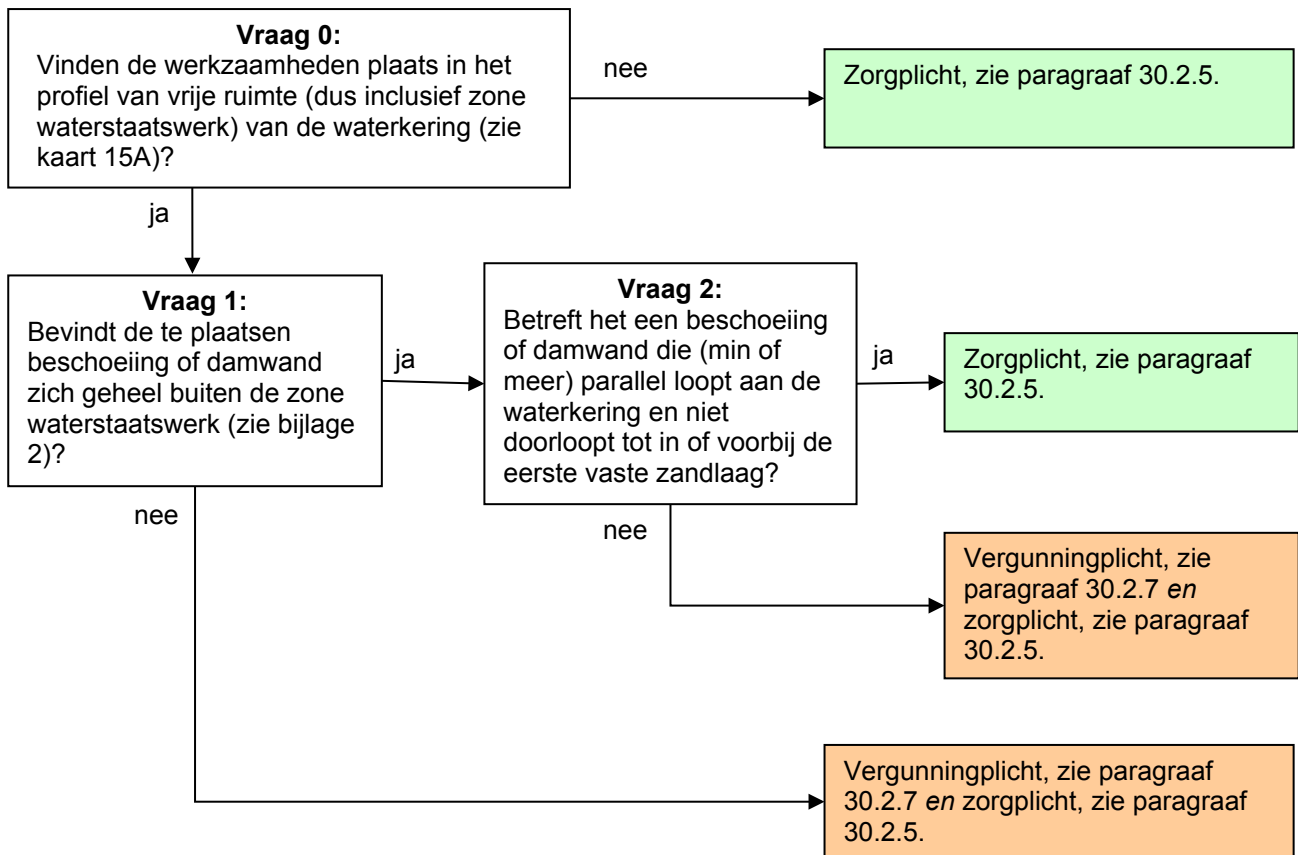 Vraag 0:
Vinden de werkzaamheden plaats in het
profiel van vrije ruimte (dus inclusief zone
waterstaatswerk) van de waterkering (zie
kaart 15A)?
nee
Zorgplicht, zie paragraaf 30.2.5.
ja
Vraag 1:
Bevindt de te plaatsen
beschoeiing of damwand
zich geheel buiten de zone
waterstaatswerk (zie bijlage
2)?
ja
Vraag 2:
Betreft het een beschoeiing
of damwand die (min of
meer) parallel loopt aan de
waterkering en niet
doorloopt tot in of voorbij de
eerste vaste zandlaag?
ja
Zorgplicht, zie paragraaf
30.2.5.
nee
nee
Vergunningplicht, zie
paragraaf 30.2.7 en
zorgplicht, zie paragraaf
30.2.5.
Vergunningplicht, zie paragraaf
30.2.7 en zorgplicht, zie paragraaf
30.2.5.